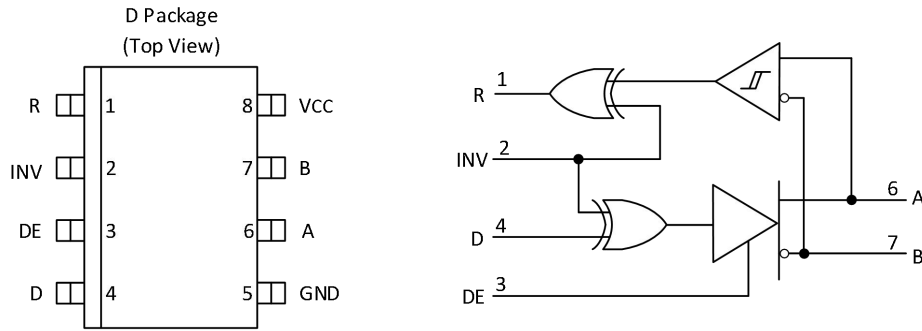 D Package
(Top View)
R 1 8 VCC
INV 2 7 B
DE 3 6 A
D 4 5 GND
R 1
INV 2
D 4
DE 3
6 A
7 B